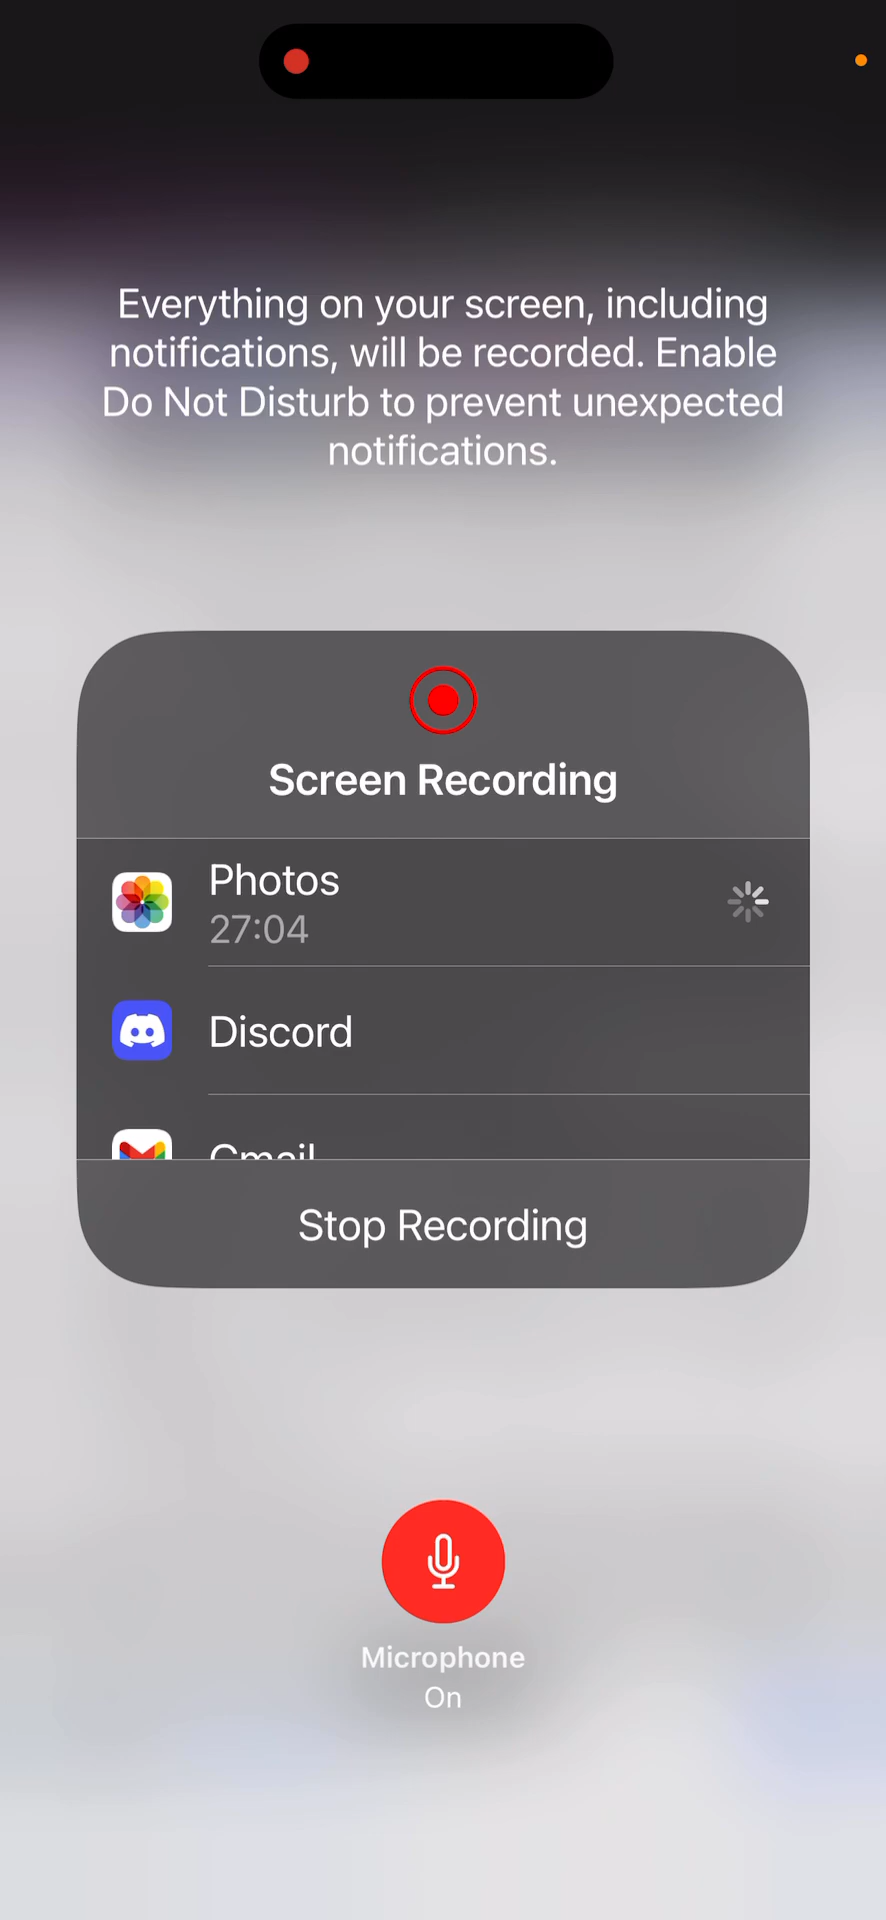 Everything on your screen, including
notifications, will be recorded. Enable
Do Not Disturb to prevent unexpected
notifications.
Screen Recording
Photos
27:04
Discord
Gmail
Stop Recording
Microphone
On